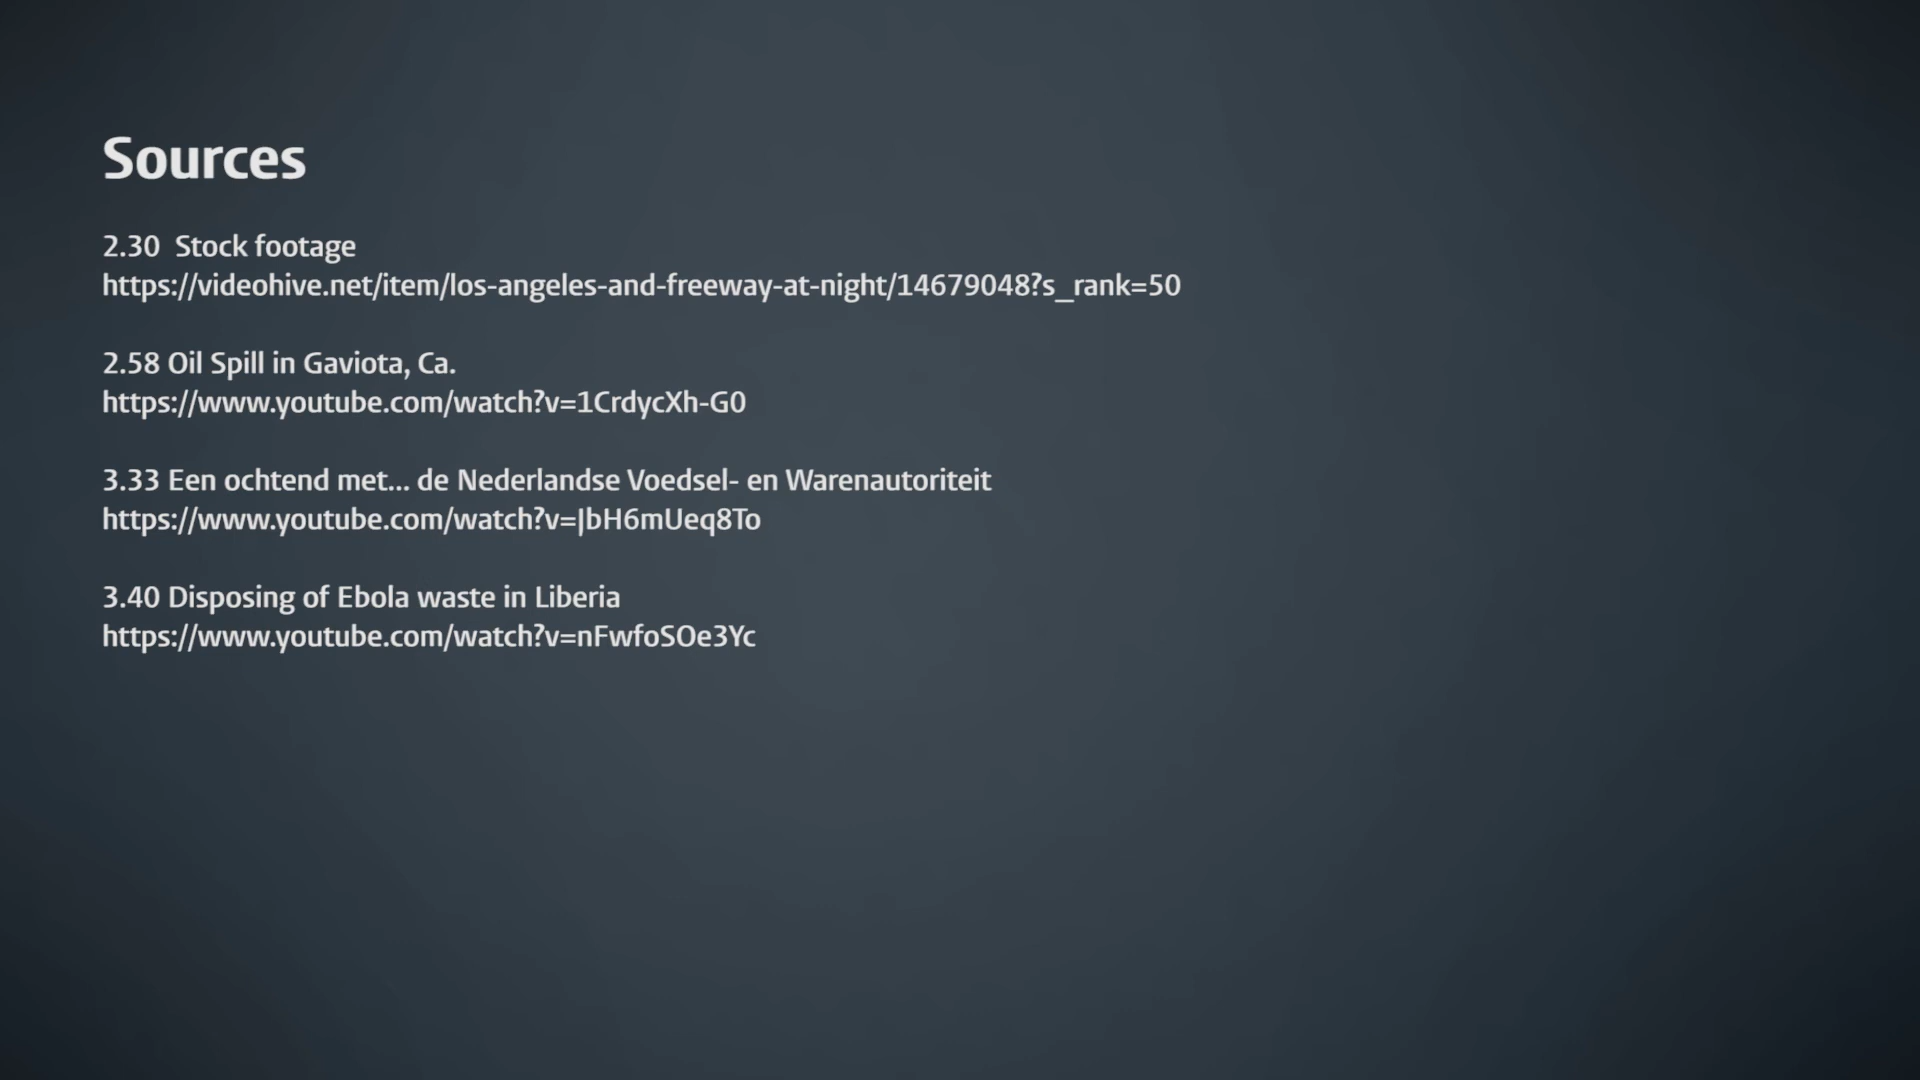 Sources
2.30  Stock footage
https://videohive.net/item/los-angeles-and-freeway-at-night/14679048?s_rank=50
2.58 Oil Spill in Gaviota, Ca.
https://www.youtube.com/watch?v=1CrdycXh-G0
3.33 Een ochtend met... de Nederlandse Voedsel- en Warenautoriteit
https://www.youtube.com/watch?v=JbH6mUeq8To
3.40 Disposing of Ebola waste in Liberia
https://www.youtube.com/watch?v=nFwfoSOe3Yc